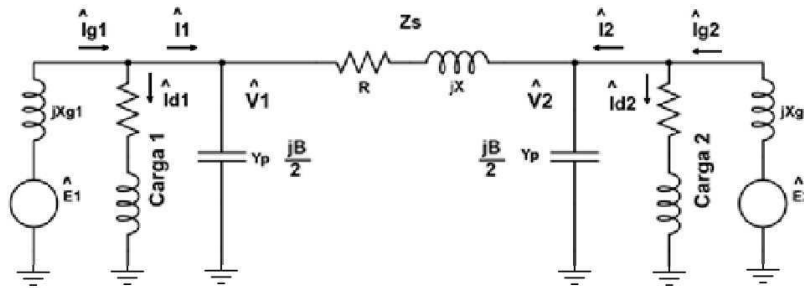 Îg1 Î1 Zs Î2 Îg2
R jX
jXg1 Îd1 V̂1 V̂2 Îd2 jXg
Carga 1 Yp jB/2 jB/2 Yp Carga 2
Ê1